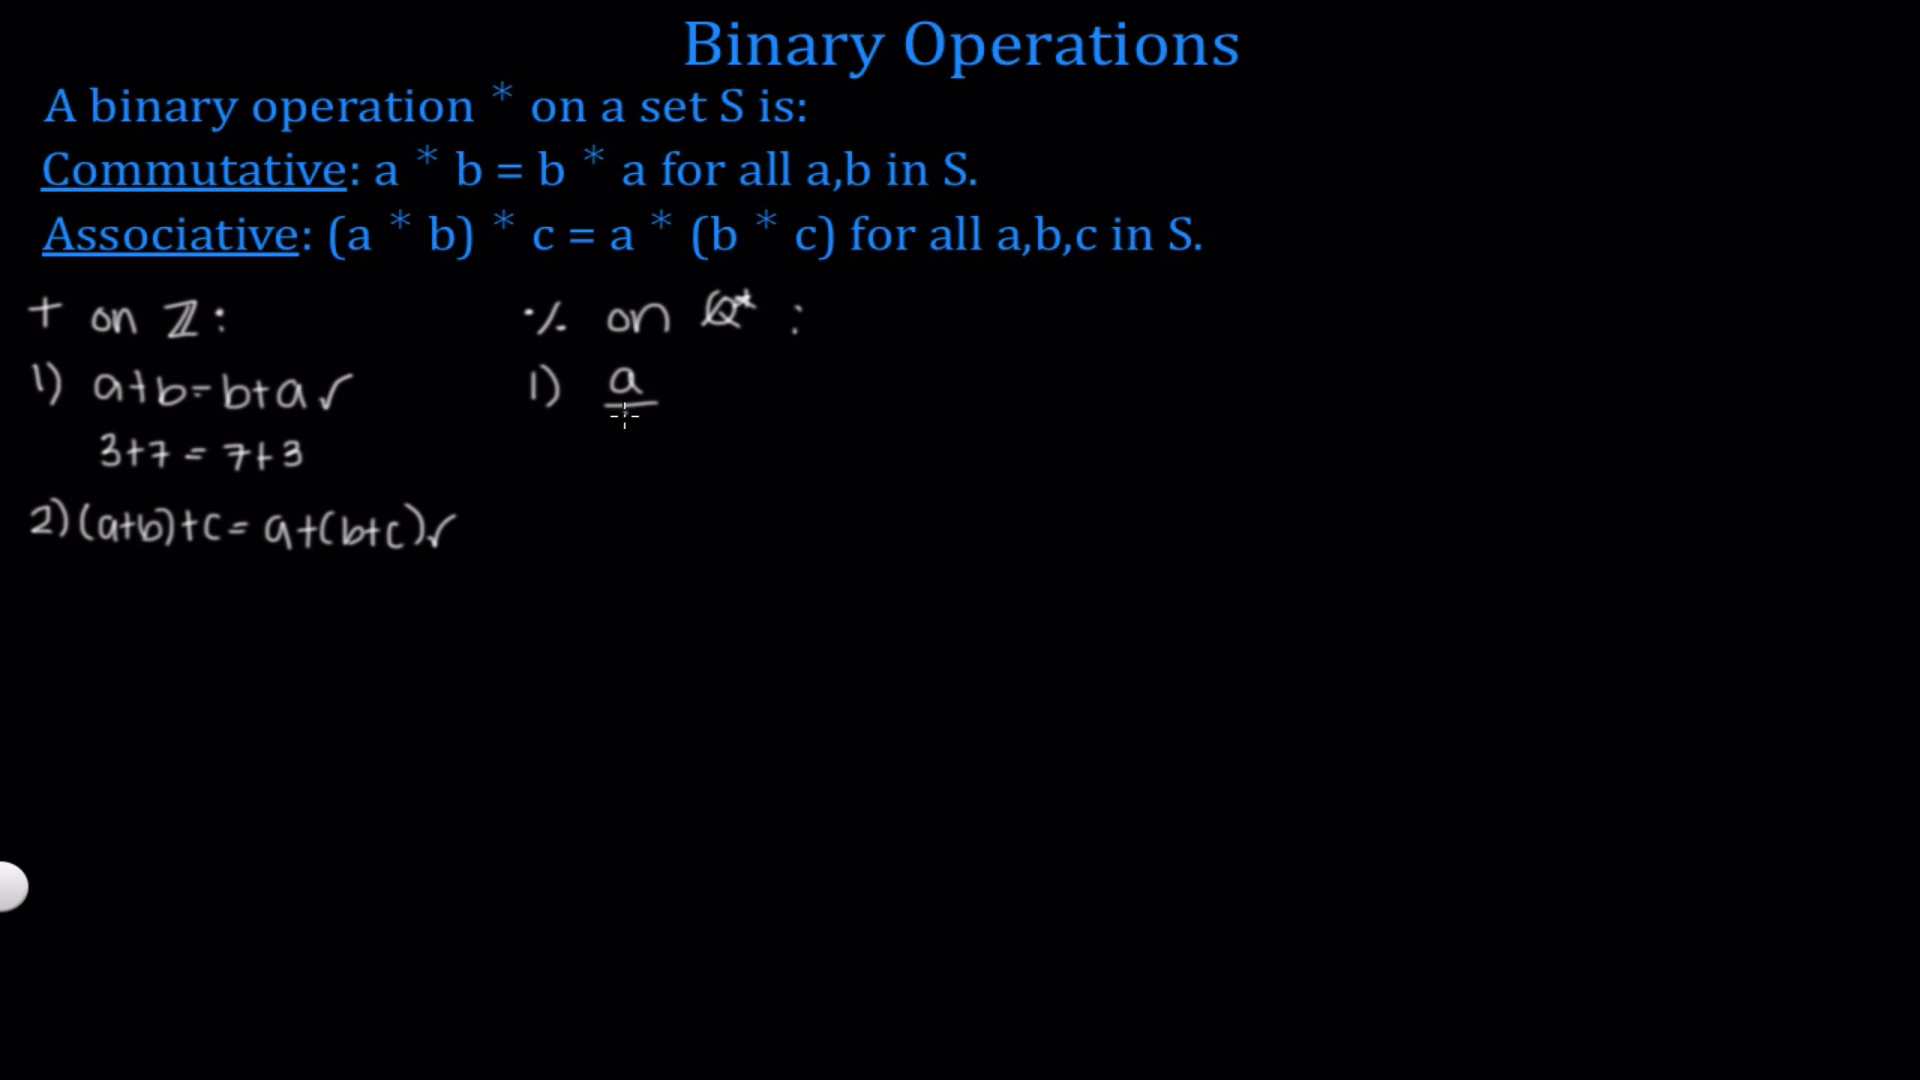 Binary Operations
A binary operation * on a set S is:
Commutative: a * b = b * a for all a,b in S.
Associative: (a * b) * c = a * (b * c) for all a,b,c in S.
+ on ℤ:
1) a+b=b+a ✓
3+7 = 7+3
2) (a+b)+c = a+(b+c) ✓
·/. on ℚ* :
1) a